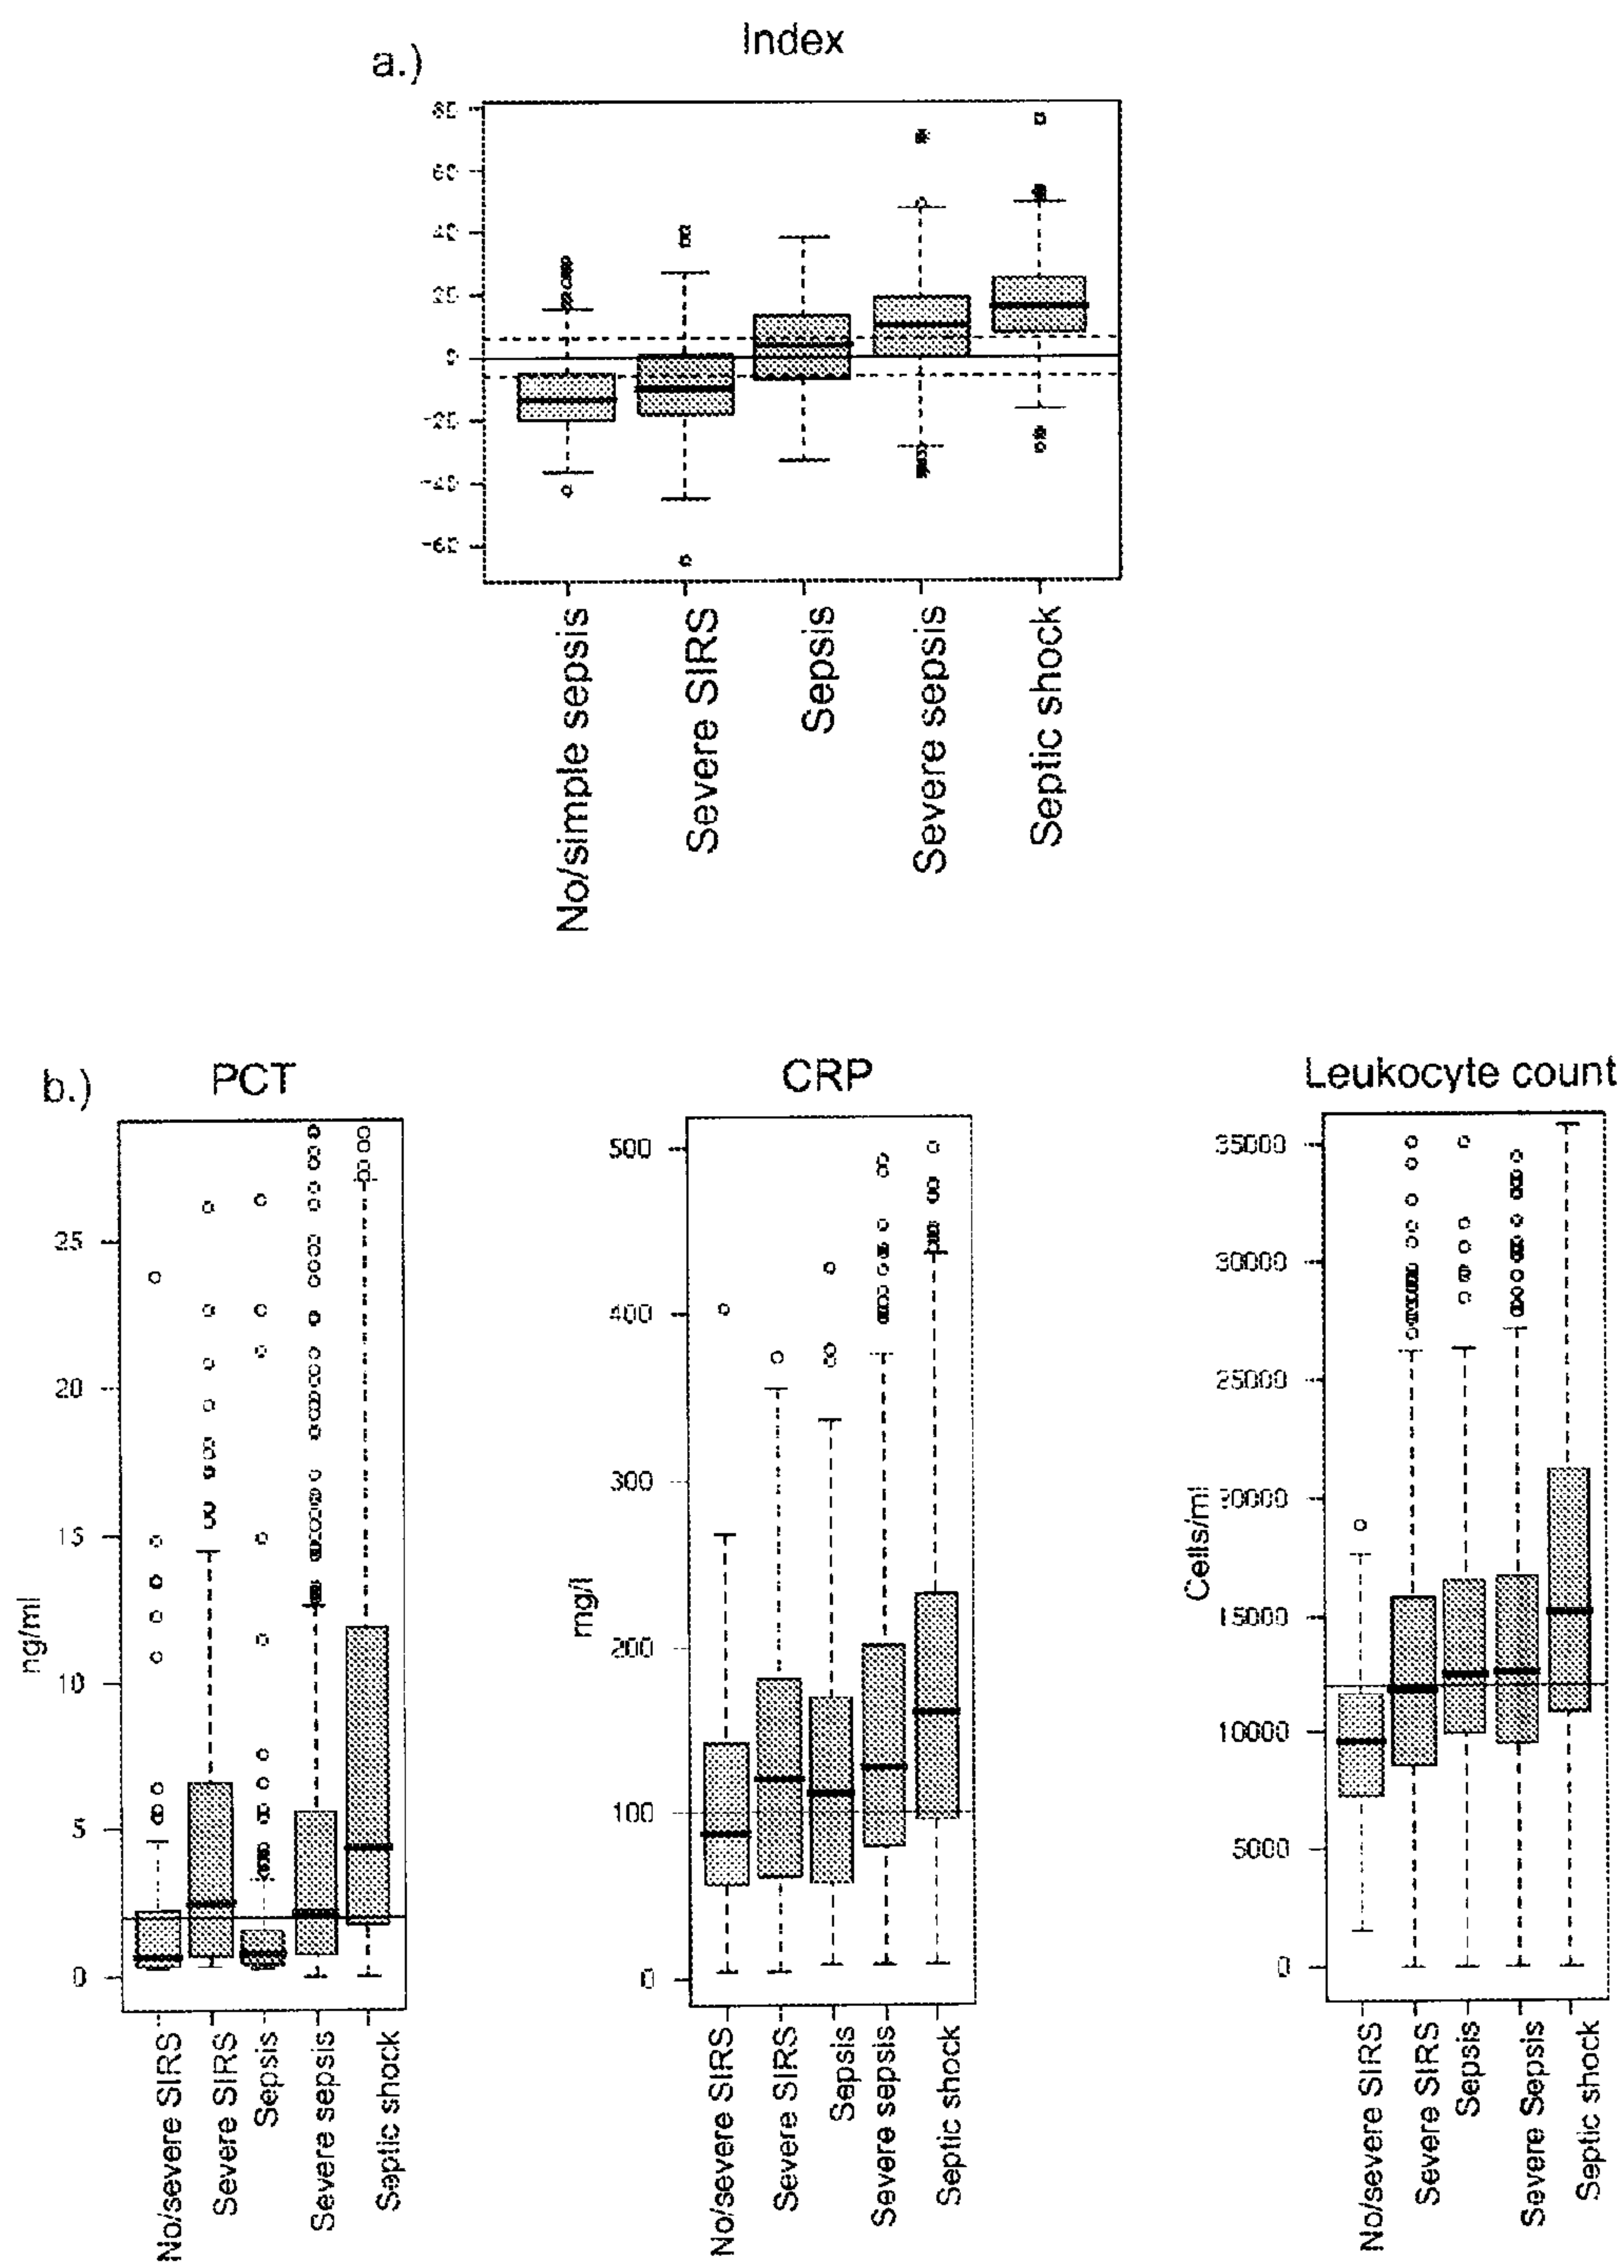 a.)
Index
80
60
40
20
0
-20
-40
-60
No/simple sepsis
Severe SIRS
Sepsis
Severe sepsis
Septic shock
b.)
PCT
ng/ml
25
20
15
10
5
0
No/severe SIRS
Severe SIRS
Sepsis
Severe sepsis
Septic shock
CRP
mg/l
500
400
300
200
100
0
No/severe SIRS
Severe SIRS
Sepsis
Severe sepsis
Septic shock
Leukocyte count
Cells/ml
35000
30000
25000
20000
15000
10000
5000
0
No/severe SIRS
Severe SIRS
Sepsis
Severe Sepsis
Septic shock